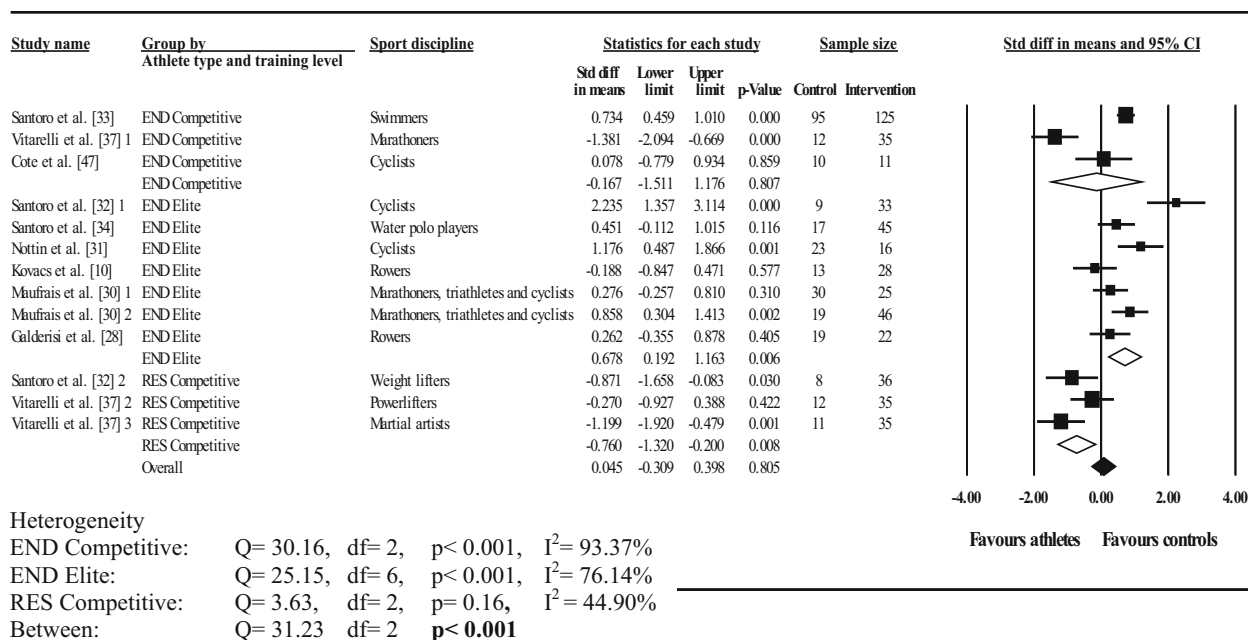 Study name Group by Sport discipline Statistics for each study Sample size Std diff in means and 95% CI
Athlete type and training level
Std diff Lower Upper
in means limit limit p-Value Control Intervention
Santoro et al. [33] END Competitive Swimmers 0.734 0.459 1.010 0.000 95 125
Vitarelli et al. [37] 1 END Competitive Marathoners -1.381 -2.094 -0.669 0.000 12 35
Cote et al. [47] END Competitive Cyclists 0.078 -0.779 0.934 0.859 10 11
END Competitive -0.167 -1.511 1.176 0.807
Santoro et al. [32] 1 END Elite Cyclists 2.235 1.357 3.114 0.000 9 33
Santoro et al. [34] END Elite Water polo players 0.451 -0.112 1.015 0.116 17 45
Nottin et al. [31] END Elite Cyclists 1.176 0.487 1.866 0.001 23 16
Kovacs et al. [10] END Elite Rowers -0.188 -0.847 0.471 0.577 13 28
Maufrais et al. [30] 1 END Elite Marathoners, triathletes and cyclists 0.276 -0.257 0.810 0.310 30 25
Maufrais et al. [30] 2 END Elite Marathoners, triathletes and cyclists 0.858 0.304 1.413 0.002 19 46
Galderisi et al. [28] END Elite Rowers 0.262 -0.355 0.878 0.405 19 22
END Elite 0.678 0.192 1.163 0.006
Santoro et al. [32] 2 RES Competitive Weight lifters -0.871 -1.658 -0.083 0.030 8 36
Vitarelli et al. [37] 2 RES Competitive Powerlifters -0.270 -0.927 0.388 0.422 12 35
Vitarelli et al. [37] 3 RES Competitive Martial artists -1.199 -1.920 -0.479 0.001 11 35
RES Competitive -0.760 -1.320 -0.200 0.008
Overall 0.045 -0.309 0.398 0.805
-4.00 -2.00 0.00 2.00 4.00
Favours athletes Favours controls
Heterogeneity
END Competitive: Q= 30.16, df= 2, p< 0.001, I²= 93.37%
END Elite: Q= 25.15, df= 6, p< 0.001, I²= 76.14%
RES Competitive: Q= 3.63, df= 2, p= 0.16, I²= 44.90%
Between: Q= 31.23 df= 2 p< 0.001